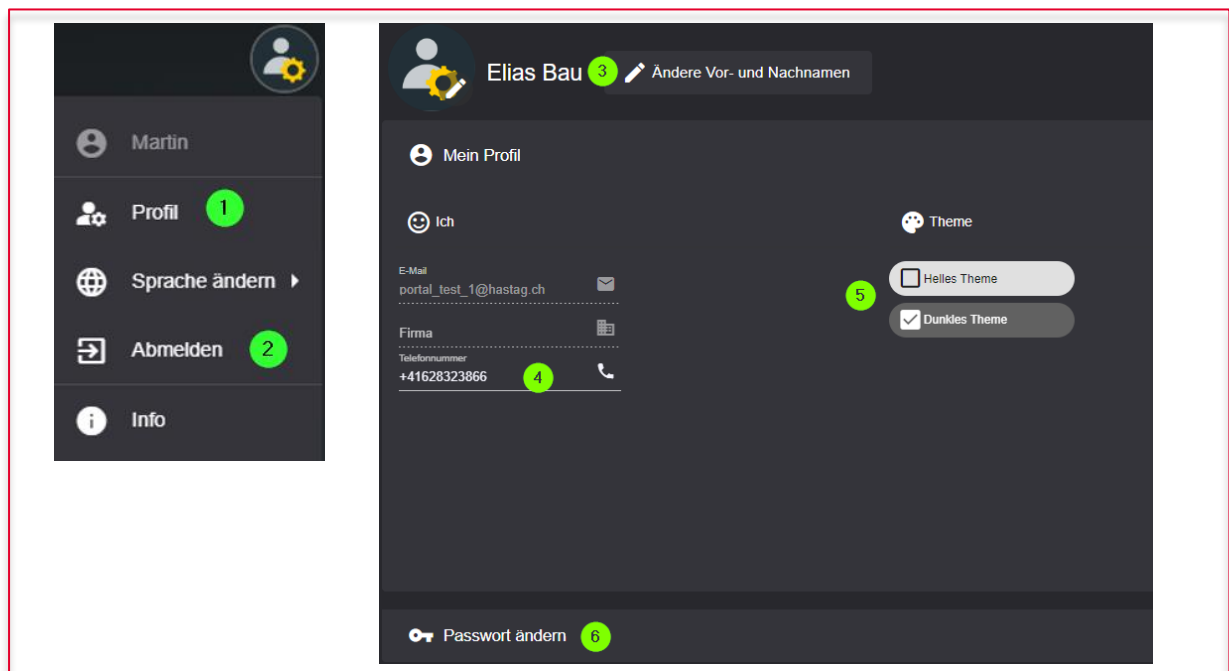 Martin
Profil 1
Sprache ändern
Abmelden 2
Info
Elias Bau 3 Ändere Vor- und Nachnamen
Mein Profil
Ich
E-Mail
portal_test_1@hastag.ch
Firma
Telefonnummer
+41628323866 4
Theme
Helles Theme
5
Dunkles Theme
Passwort ändern 6